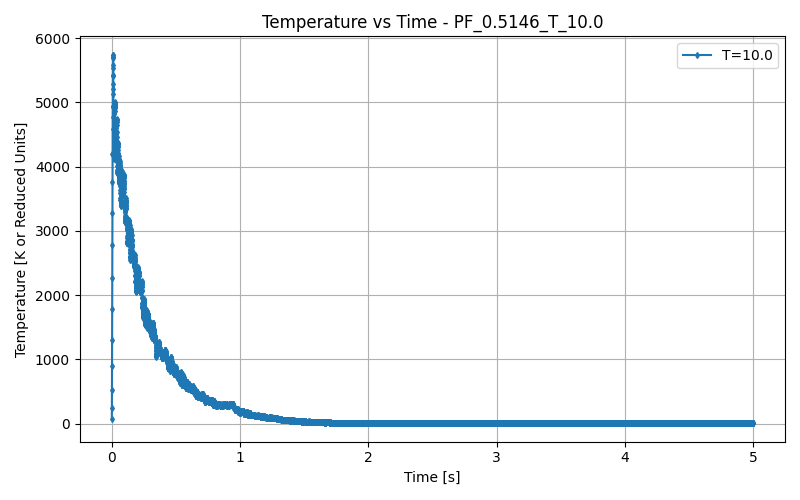 Temperature vs Time - PF_0.5146_T_10.0
T=10.0
Temperature [K or Reduced Units]
6000
5000
4000
3000
2000
1000
0
0 1 2 3 4 5
Time [s]